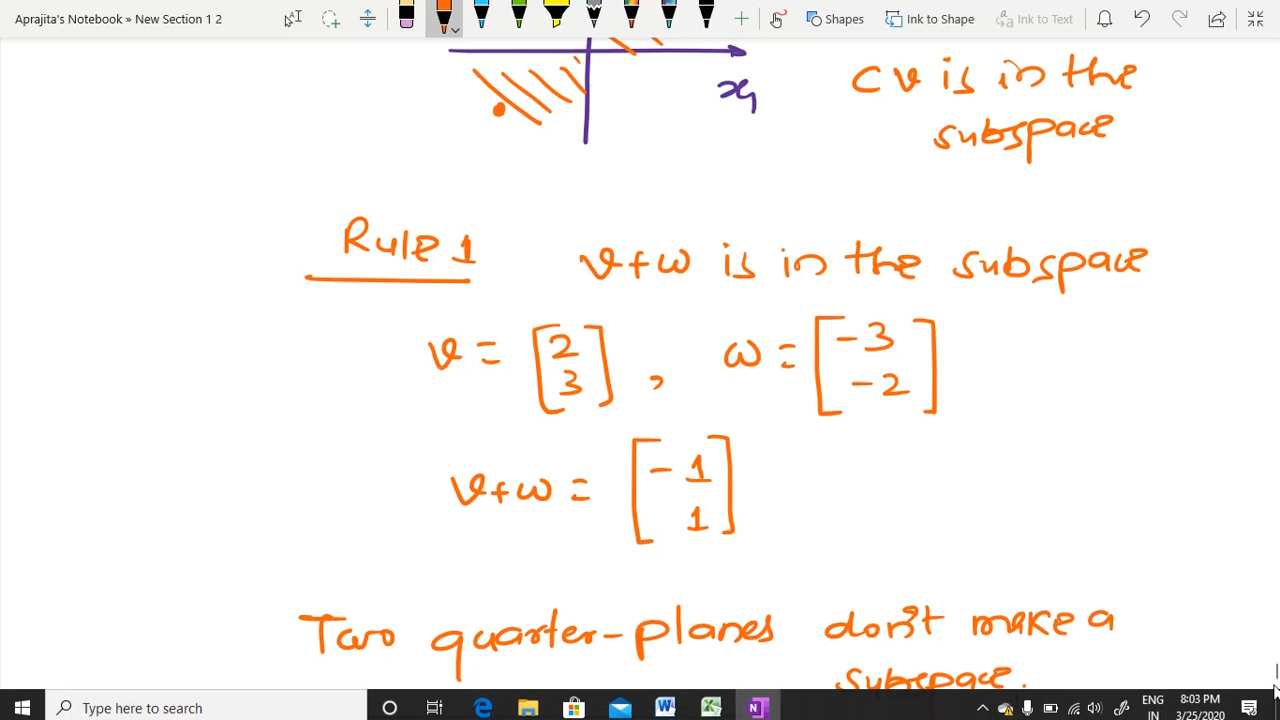 Aprajita's Notebook » New Section 1 2
Shapes
Ink to Shape
Ink to Text
x1
cv is in the
subspace
Rule 1
v+w is in the subspace
v = [2 3], w = [-3 -2]
v+w = [-1 1]
Two quarter-planes don't make a
subspace.
Type here to search
ENG
IN
8:03 PM
3/25/2020